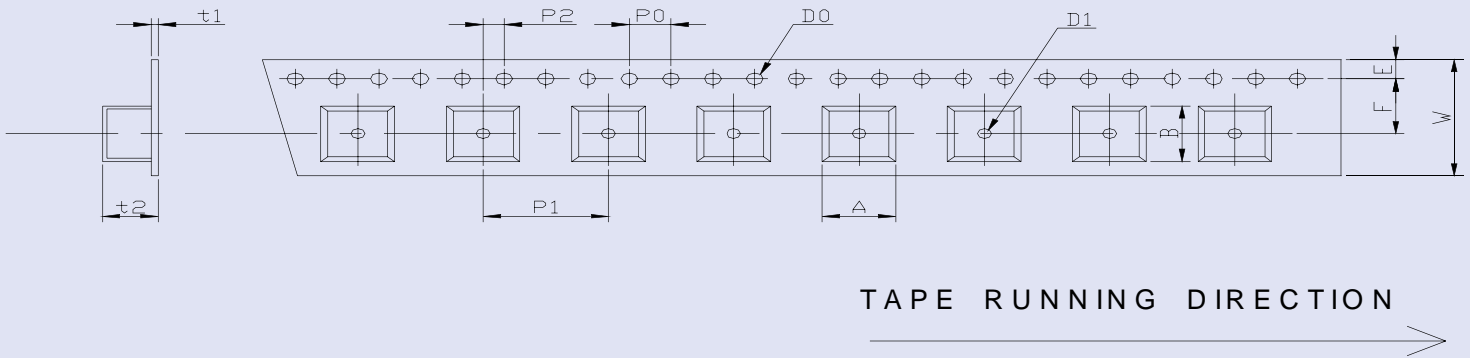 t1
P2
P0
D0
D1
E
F
B
W
t2
P1
A
TAPE RUNNING DIRECTION